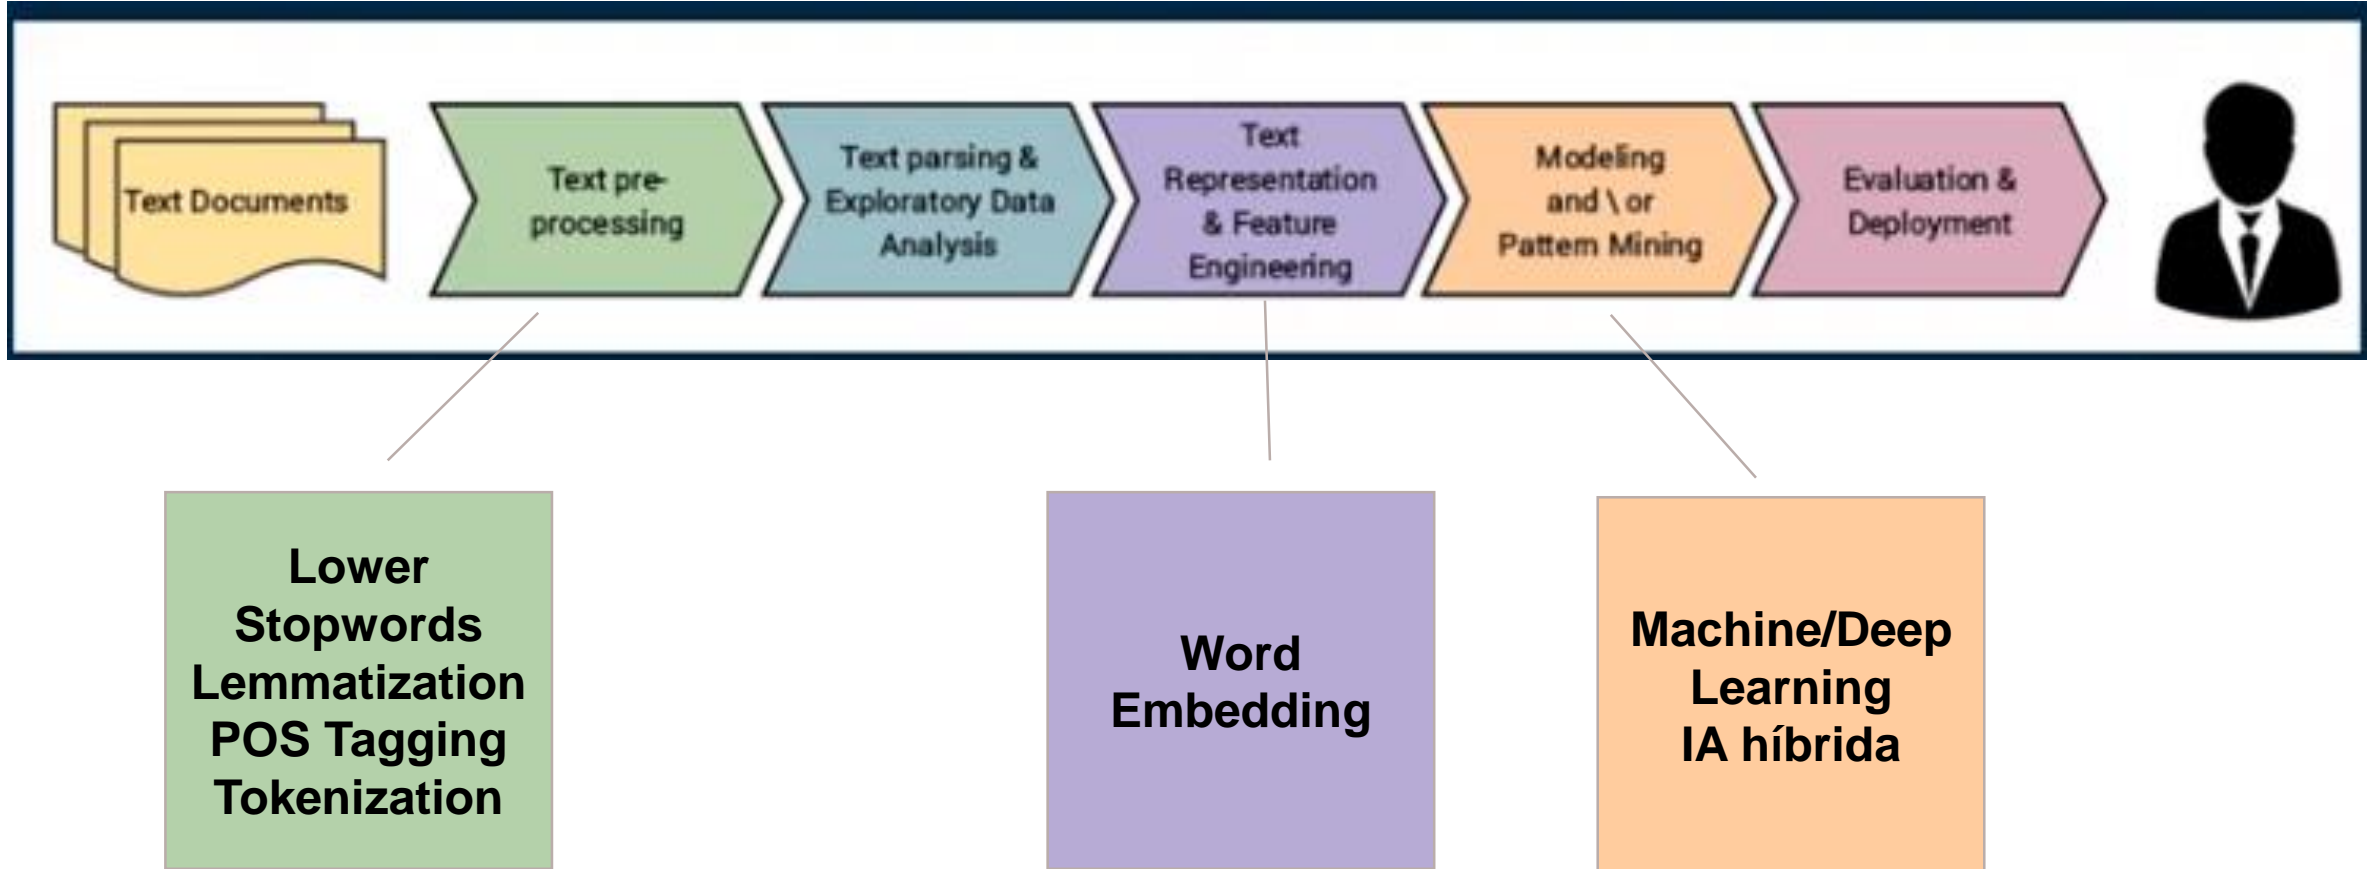 Text Documents
Text pre-
processing
Text parsing &
Exploratory Data
Analysis
Text
Representation
& Feature
Engineering
Modeling
and \ or
Pattern Mining
Evaluation &
Deployment
Lower
Stopwords
Lemmatization
POS Tagging
Tokenization
Word
Embedding
Machine/Deep
Learning
IA híbrida